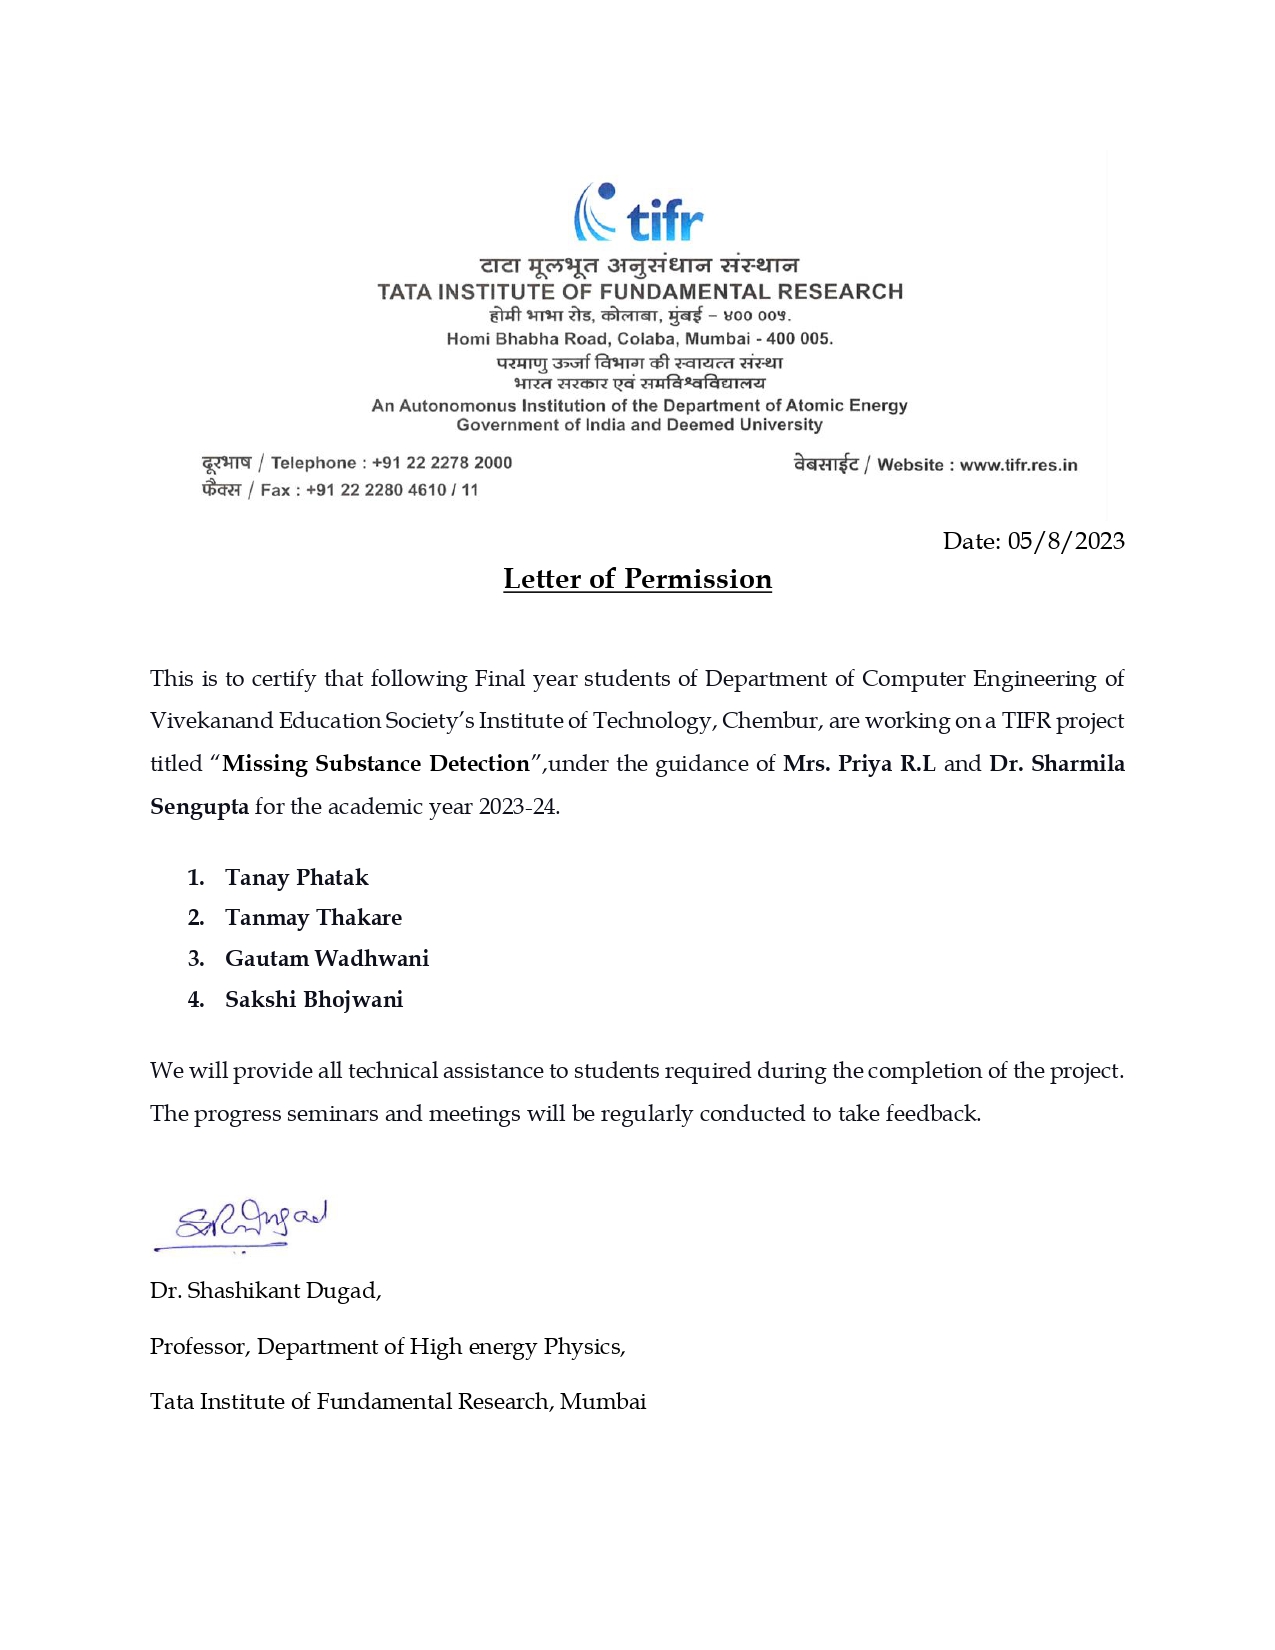 tifr
टाटा मूलभूत अनुसंधान संस्थान
TATA INSTITUTE OF FUNDAMENTAL RESEARCH
होमी भाभा रोड, कोलाबा, मुंबई – ४०० ००५.
Homi Bhabha Road, Colaba, Mumbai - 400 005.
परमाणु ऊर्जा विभाग की स्वायत्त संस्था
भारत सरकार एवं समविश्वविद्यालय
An Autonomonus Institution of the Department of Atomic Energy
Government of India and Deemed University
दूरभाष / Telephone : +91 22 2278 2000
वेबसाईट / Website : www.tifr.res.in
फैक्स / Fax : +91 22 2280 4610 / 11
Date: 05/8/2023
Letter of Permission
This is to certify that following Final year students of Department of Computer Engineering of
Vivekanand Education Society’s Institute of Technology, Chembur, are working on a TIFR project
titled “Missing Substance Detection”,under the guidance of Mrs. Priya R.L and Dr. Sharmila
Sengupta for the academic year 2023-24.
1. Tanay Phatak
2. Tanmay Thakare
3. Gautam Wadhwani
4. Sakshi Bhojwani
We will provide all technical assistance to students required during the completion of the project.
The progress seminars and meetings will be regularly conducted to take feedback.
SRDugad
Dr. Shashikant Dugad,
Professor, Department of High energy Physics,
Tata Institute of Fundamental Research, Mumbai